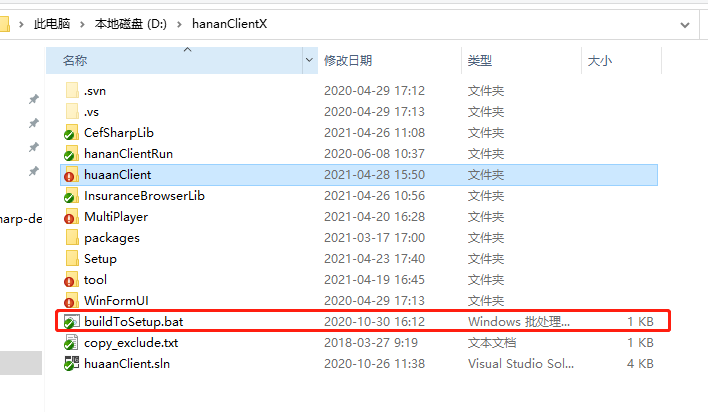 此电脑 > 本地磁盘 (D:) > hananClientX
名称 修改日期 类型 大小
.svn 2020-04-29 17:12 文件夹
.vs 2020-04-29 17:13 文件夹
CefSharpLib 2021-04-26 11:08 文件夹
hananClientRun 2020-06-08 10:37 文件夹
huaanClient 2021-04-28 15:50 文件夹
InsuranceBrowserLib 2021-04-26 10:56 文件夹
MultiPlayer 2021-04-20 16:28 文件夹
harp-de packages 2021-03-17 17:00 文件夹
Setup 2021-04-23 17:40 文件夹
tool 2021-04-19 16:45 文件夹
WinFormUI 2020-04-29 17:13 文件夹
buildToSetup.bat 2020-10-30 16:12 Windows 批处理... 1 KB
copy_exclude.txt 2018-03-27 9:19 文本文档 1 KB
huaanClient.sln 2020-10-26 11:38 Visual Studio Sol... 4 KB